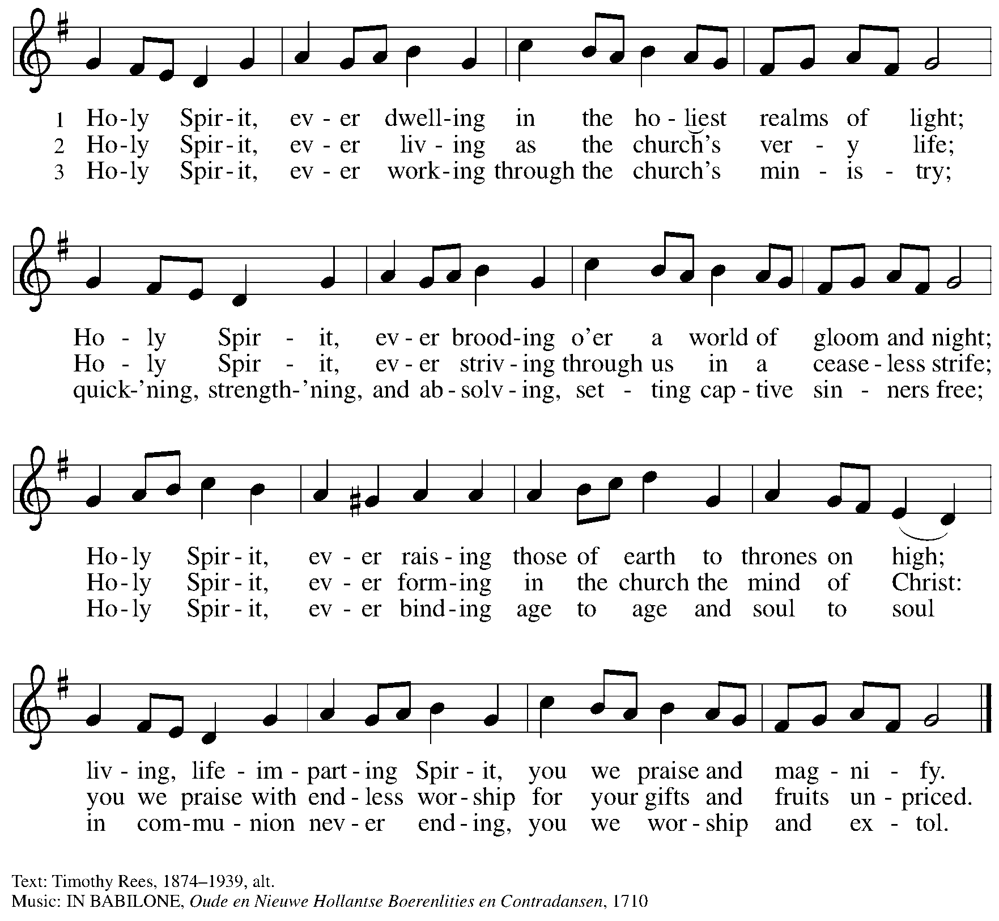 1 Ho-ly Spir-it, ev-er dwell-ing in the ho-liest realms of light;
2 Ho-ly Spir-it, ev-er liv-ing as the church's ver-y life;
3 Ho-ly Spir-it, ev-er work-ing through the church's min-is-try;
Ho-ly Spir-it, ev-er brood-ing o'er a world of gloom and night;
Ho-ly Spir-it, ev-er striv-ing through us in a cease-less strife;
quick-'ning, strength-'ning, and ab-solv-ing, set-ting cap-tive sin-ners free;
Ho-ly Spir-it, ev-er rais-ing those of earth to thrones on high;
Ho-ly Spir-it, ev-er form-ing in the church the mind of Christ:
Ho-ly Spir-it, ev-er bind-ing age to age and soul to soul
liv-ing, life-im-part-ing Spir-it, you we praise and mag-ni-fy.
you we praise with end-less wor-ship for your gifts and fruits un-priced.
in com-mu-nion nev-er end-ing, you we wor-ship and ex-tol.
Text: Timothy Rees, 1874–1939, alt.
Music: IN BABILONE, Oude en Nieuwe Hollantse Boerenlities en Contradansen, 1710